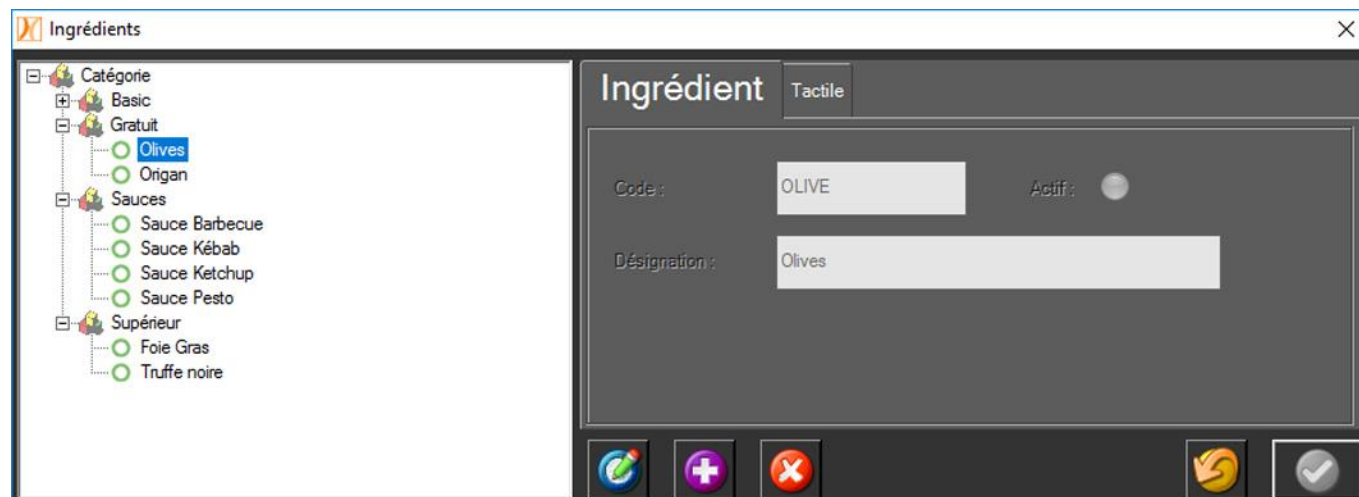 Ingrédients
Catégorie
Basic
Gratuit
Olives
Origan
Sauces
Sauce Barbecue
Sauce Kébab
Sauce Ketchup
Sauce Pesto
Supérieur
Foie Gras
Truffe noire
Ingrédient Tactile
Code : OLIVE Actif :
Désignation : Olives